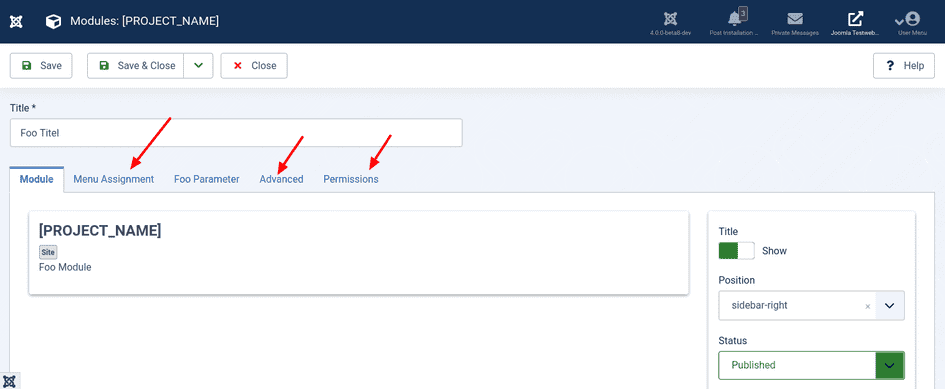 Modules: [PROJECT_NAME]
3
4.0.0-beta8-dev
Post Installation ...
Private Messages
Joomla Testweb...
User Menu
Save
Save & Close
Close
Help
Title *
Foo Titel
Module
Menu Assignment
Foo Parameter
Advanced
Permissions
[PROJECT_NAME]
Site
Foo Module
Title
Show
Position
sidebar-right
Status
Published